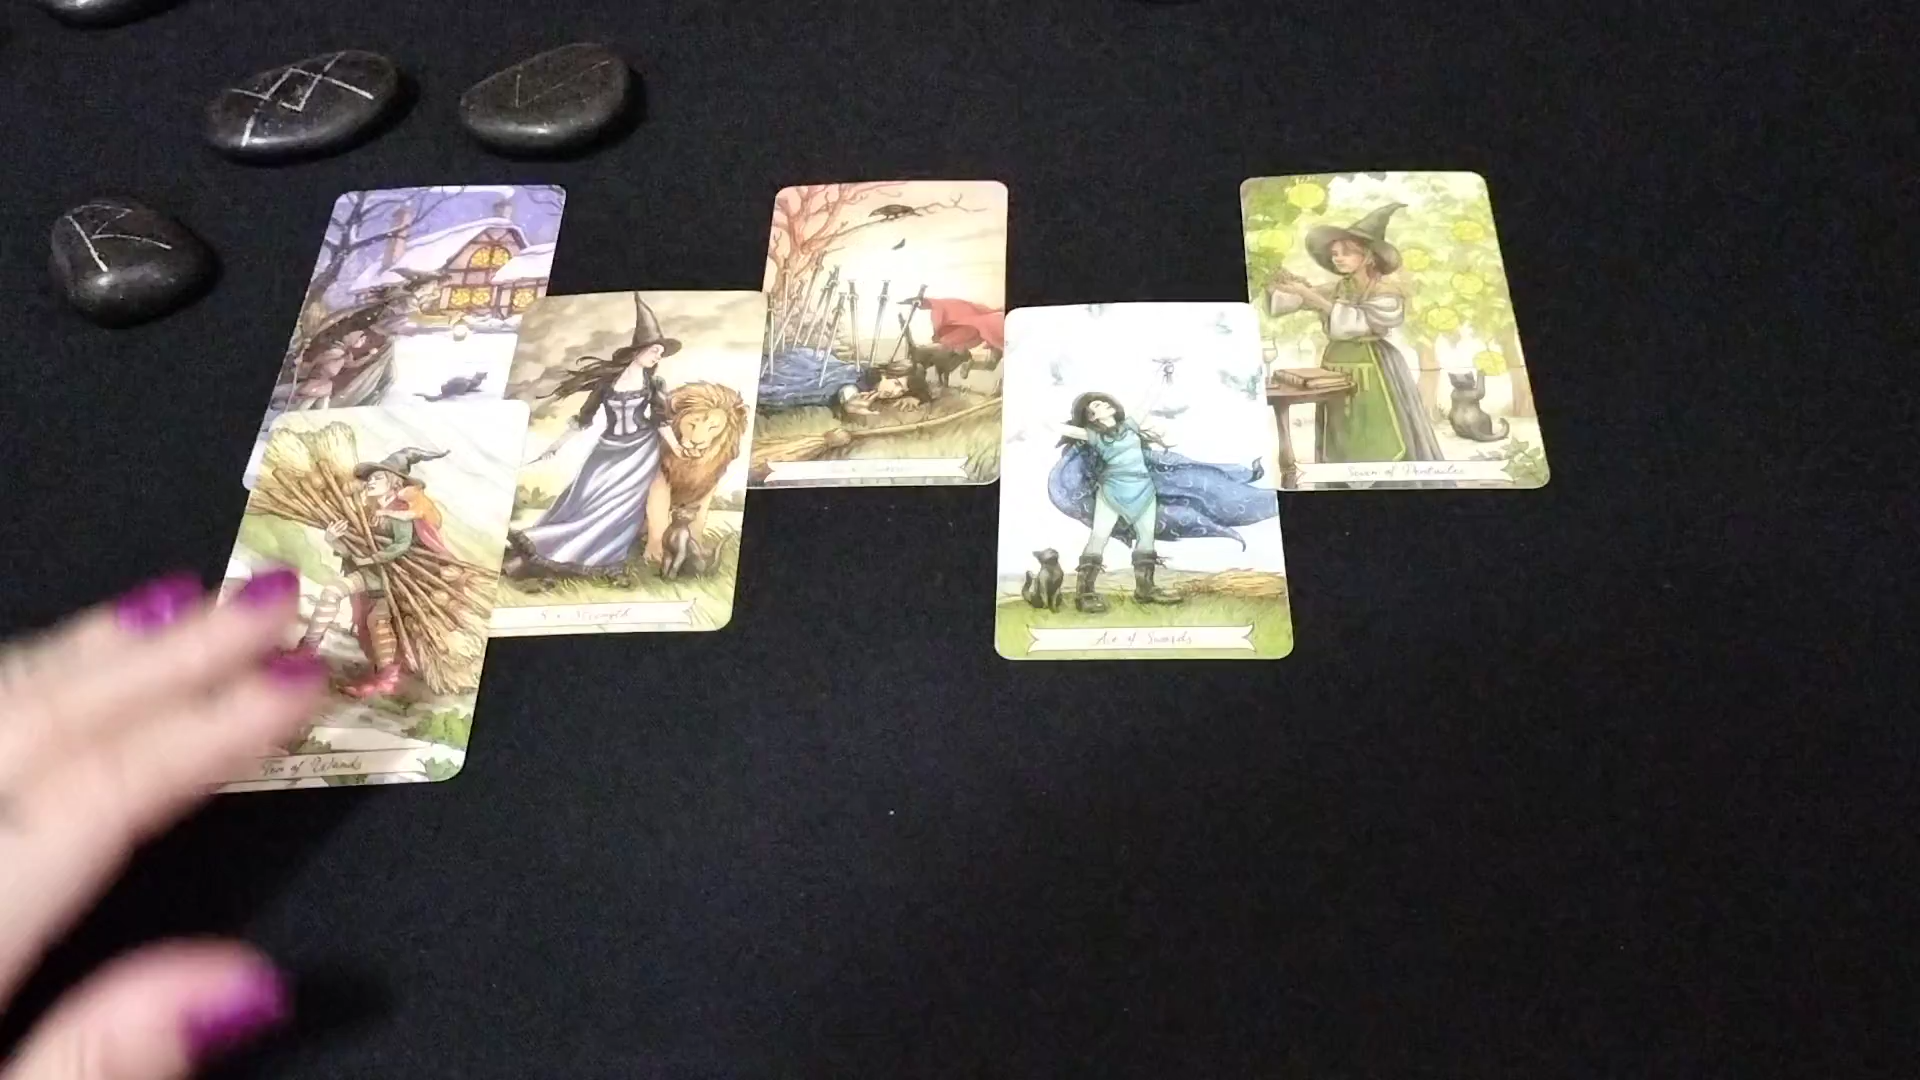 Seven of Pentacles
Strength
Ace of Swords
Ten of Wands